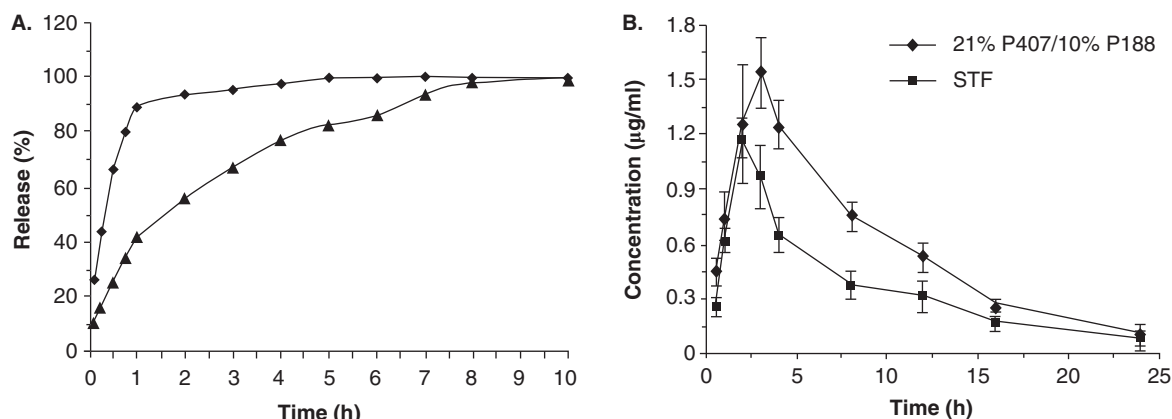 A.
120
100
80
60
40
20
0
Release (%)
0 1 2 3 4 5 6 7 8 9 10
Time (h)
B.
1.8
1.5
1.2
0.9
0.6
0.3
0
Concentration (µg/ml)
0 5 10 15 20 25
Time (h)
21% P407/10% P188
STF